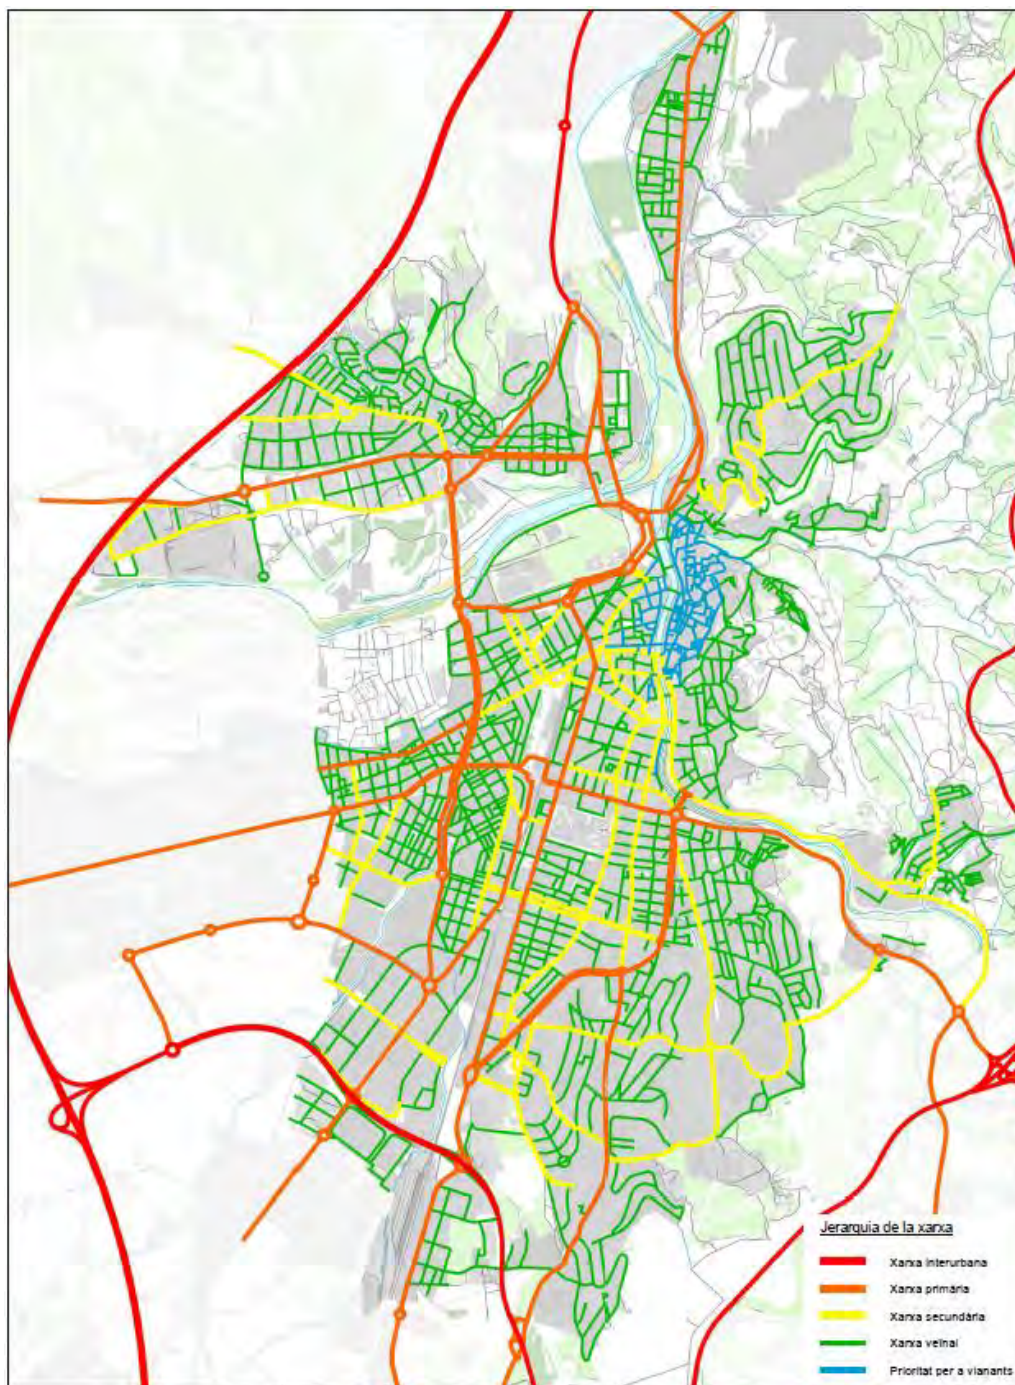 Jerarquia de la xarxa
Xarxa interurbana
Xarxa primària
Xarxa secundària
Xarxa veïnal
Prioritat per a vianants